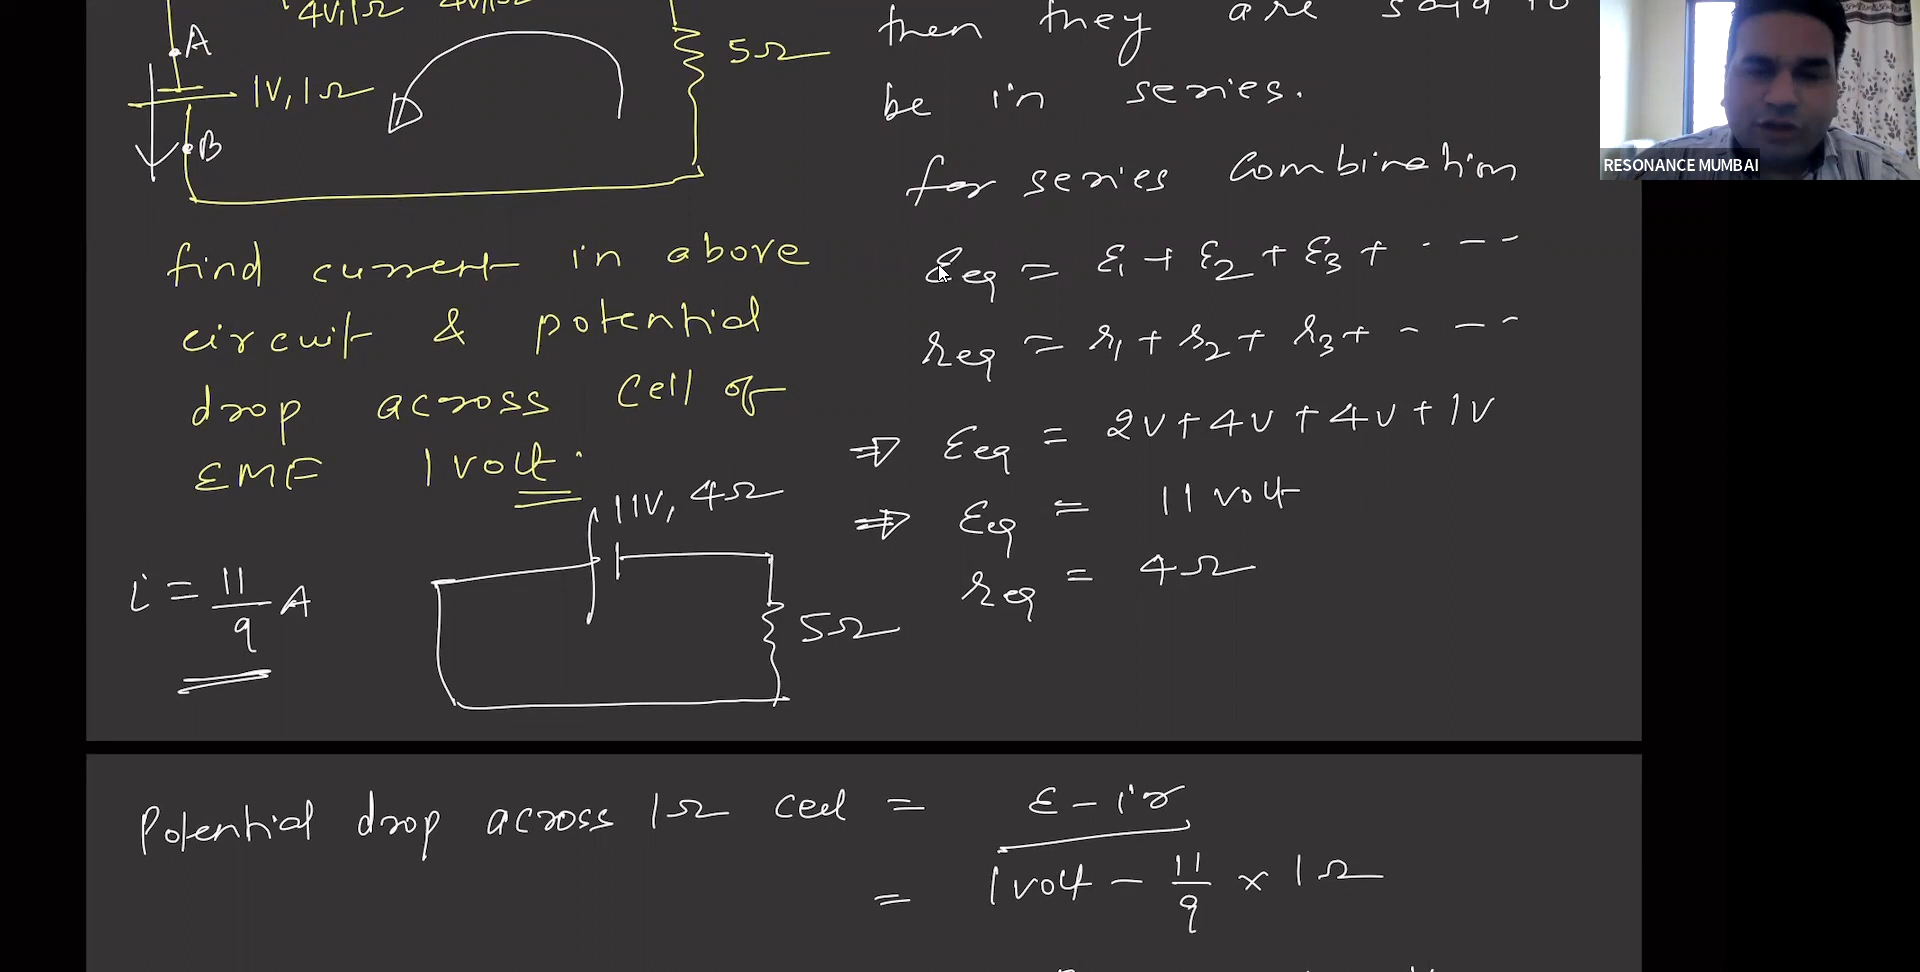 4V,1Ω 4V,1Ω
A
1V, 1Ω
B
5Ω
then they are said to
be in series.
for series combination
εeq = ε1 + ε2 + ε3 + - - -
req = r1 + r2 + r3 + - - -
⇒ εeq = 2V + 4V + 4V + 1V
⇒ εeq = 11 volt
req = 4Ω
find current in above
circuit & potential
drop across cell of
EMF 1 volt.
11V, 4Ω
i = 11/9 A
5Ω
Potential drop across 1Ω cell = ε - ir
= 1 volt - 11/9 × 1Ω
RESONANCE MUMBAI